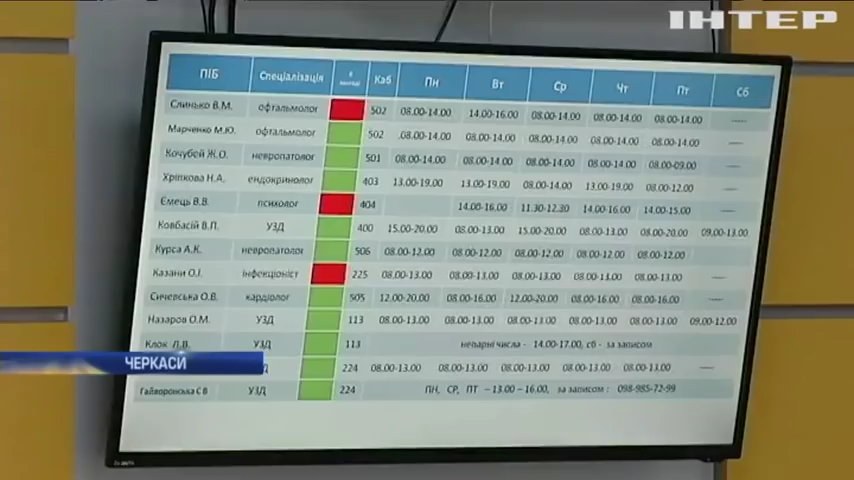 ІНТЕР
ПІБ Спеціалізація в закладі Каб Пн Вт Ср Чт Пт Сб
Слинько В.М. офтальмолог 502 08.00-14.00 14.00-16.00 08.00-14.00 08.00-14.00 08.00-14.00 -----
Марченко М.Ю. офтальмолог 502 08.00-14.00 08.00-14.00 08.00-14.00 08.00-14.00 08.00-14.00 -----
Кочубей Ж.О. невропатолог 501 08.00-14.00 08.00-14.00 08.00-14.00 08.00-14.00 08.00-09.00 -----
Хріпкова Н.А. ендокринолог 403 13.00-19.00 13.00-19.00 08.00-14.00 13.00-19.00 08.00-12.00 -----
Ємець В.В. психолог 404 14.00-16.00 11.30-12.30 14.00-16.00 14.00-15.00 -----
Ковбасій В.П. УЗД 400 15.00-20.00 08.00-13.00 15.00-20.00 08.00-13.00 08.00-20.00 09.00-13.00
Курса А.К. невропатолог 506 08.00-12.00 08.00-12.00 08.00-12.00 08.00-12.00 08.00-12.00
Казани О.І. інфекціоніст 225 08.00-13.00 08.00-13.00 08.00-13.00 08.00-13.00 08.00-13.00 -----
Сичевська О.В. кардіолог 505 12.00-20.00 08.00-16.00 12.00-20.00 08.00-16.00 08.00-16.00 -----
Назаров О.М. УЗД 113 08.00-13.00 08.00-13.00 08.00-13.00 08.00-13.00 08.00-13.00 09.00-12.00
Клок Л.В. УЗД 113 непарні числа - 14.00-17.00, сб - за записом
224 08.00-13.00 08.00-13.00 08.00-13.00 08.00-13.00 08.00-13.00 -----
Гайворонська Є В УЗД 224 ПН, СР, ПТ – 13.00 – 16.00, за записом : 098-985-72-99
ЧЕРКАСИ